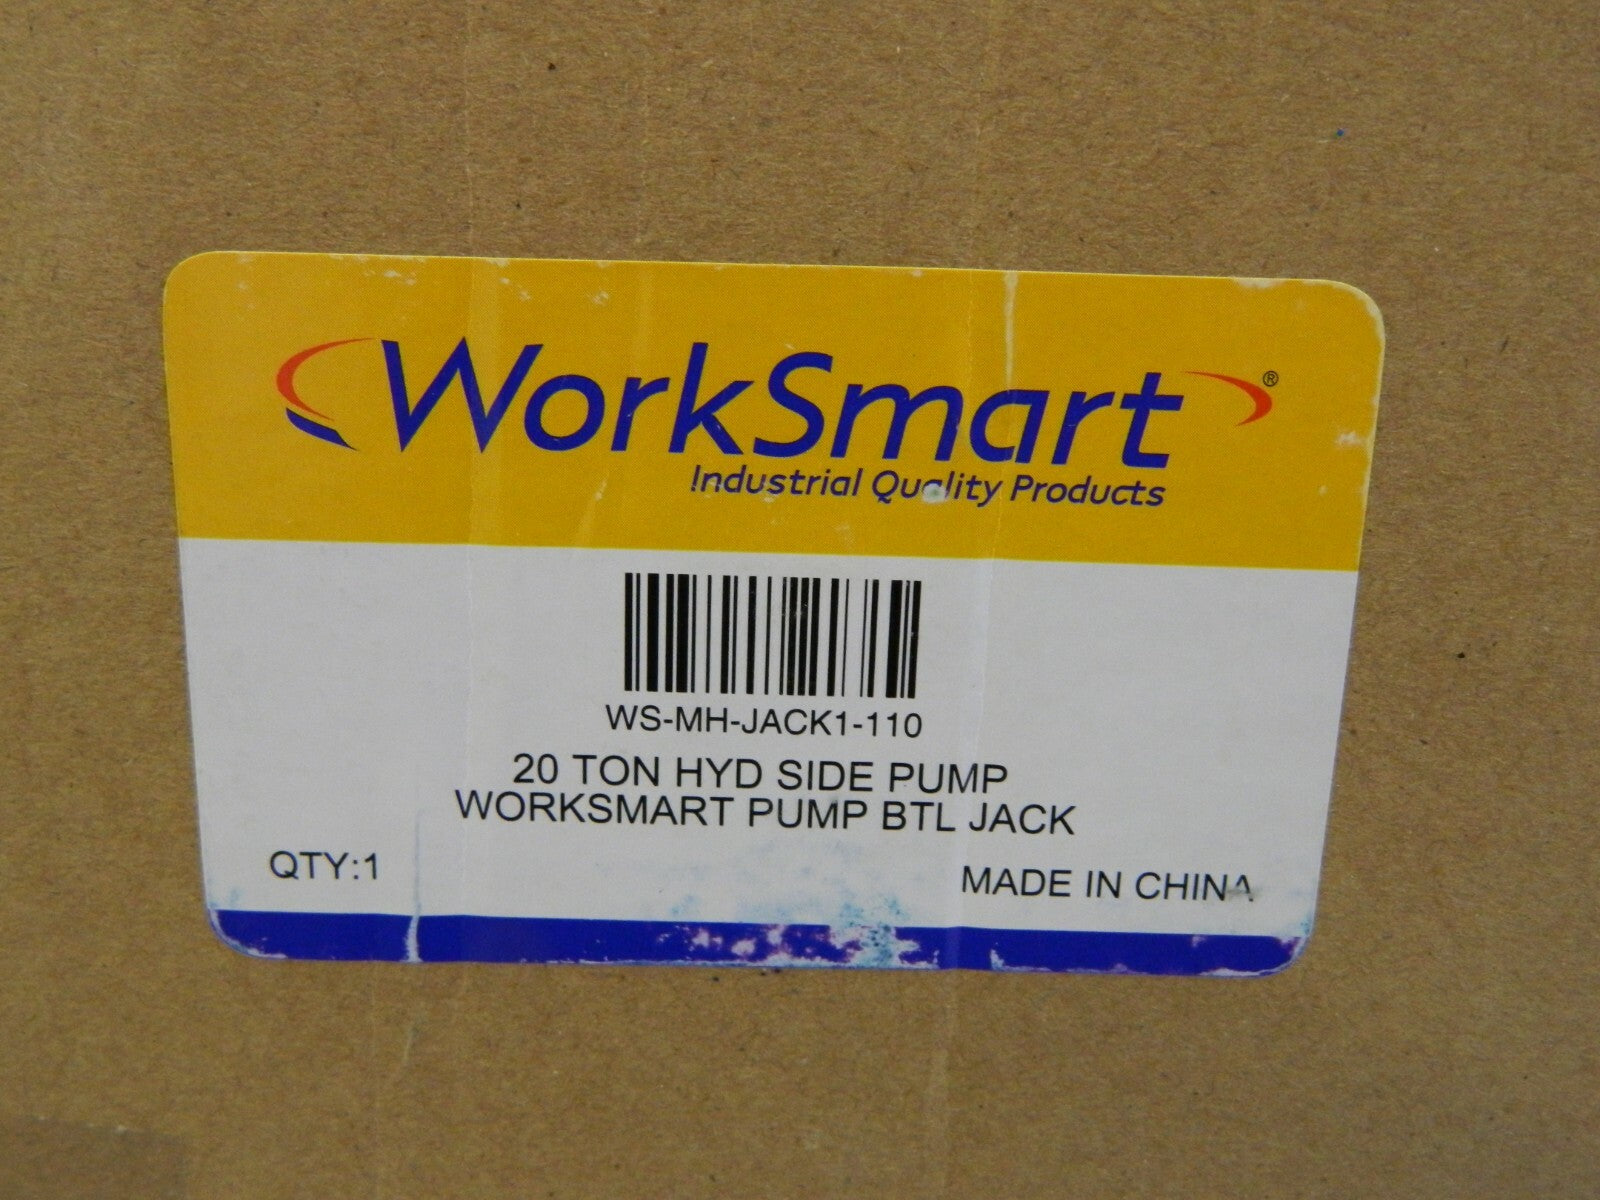 WorkSmart®
Industrial Quality Products
WS-MH-JACK1-110
20 TON HYD SIDE PUMP
WORKSMART PUMP BTL JACK
QTY:1
MADE IN CHINA